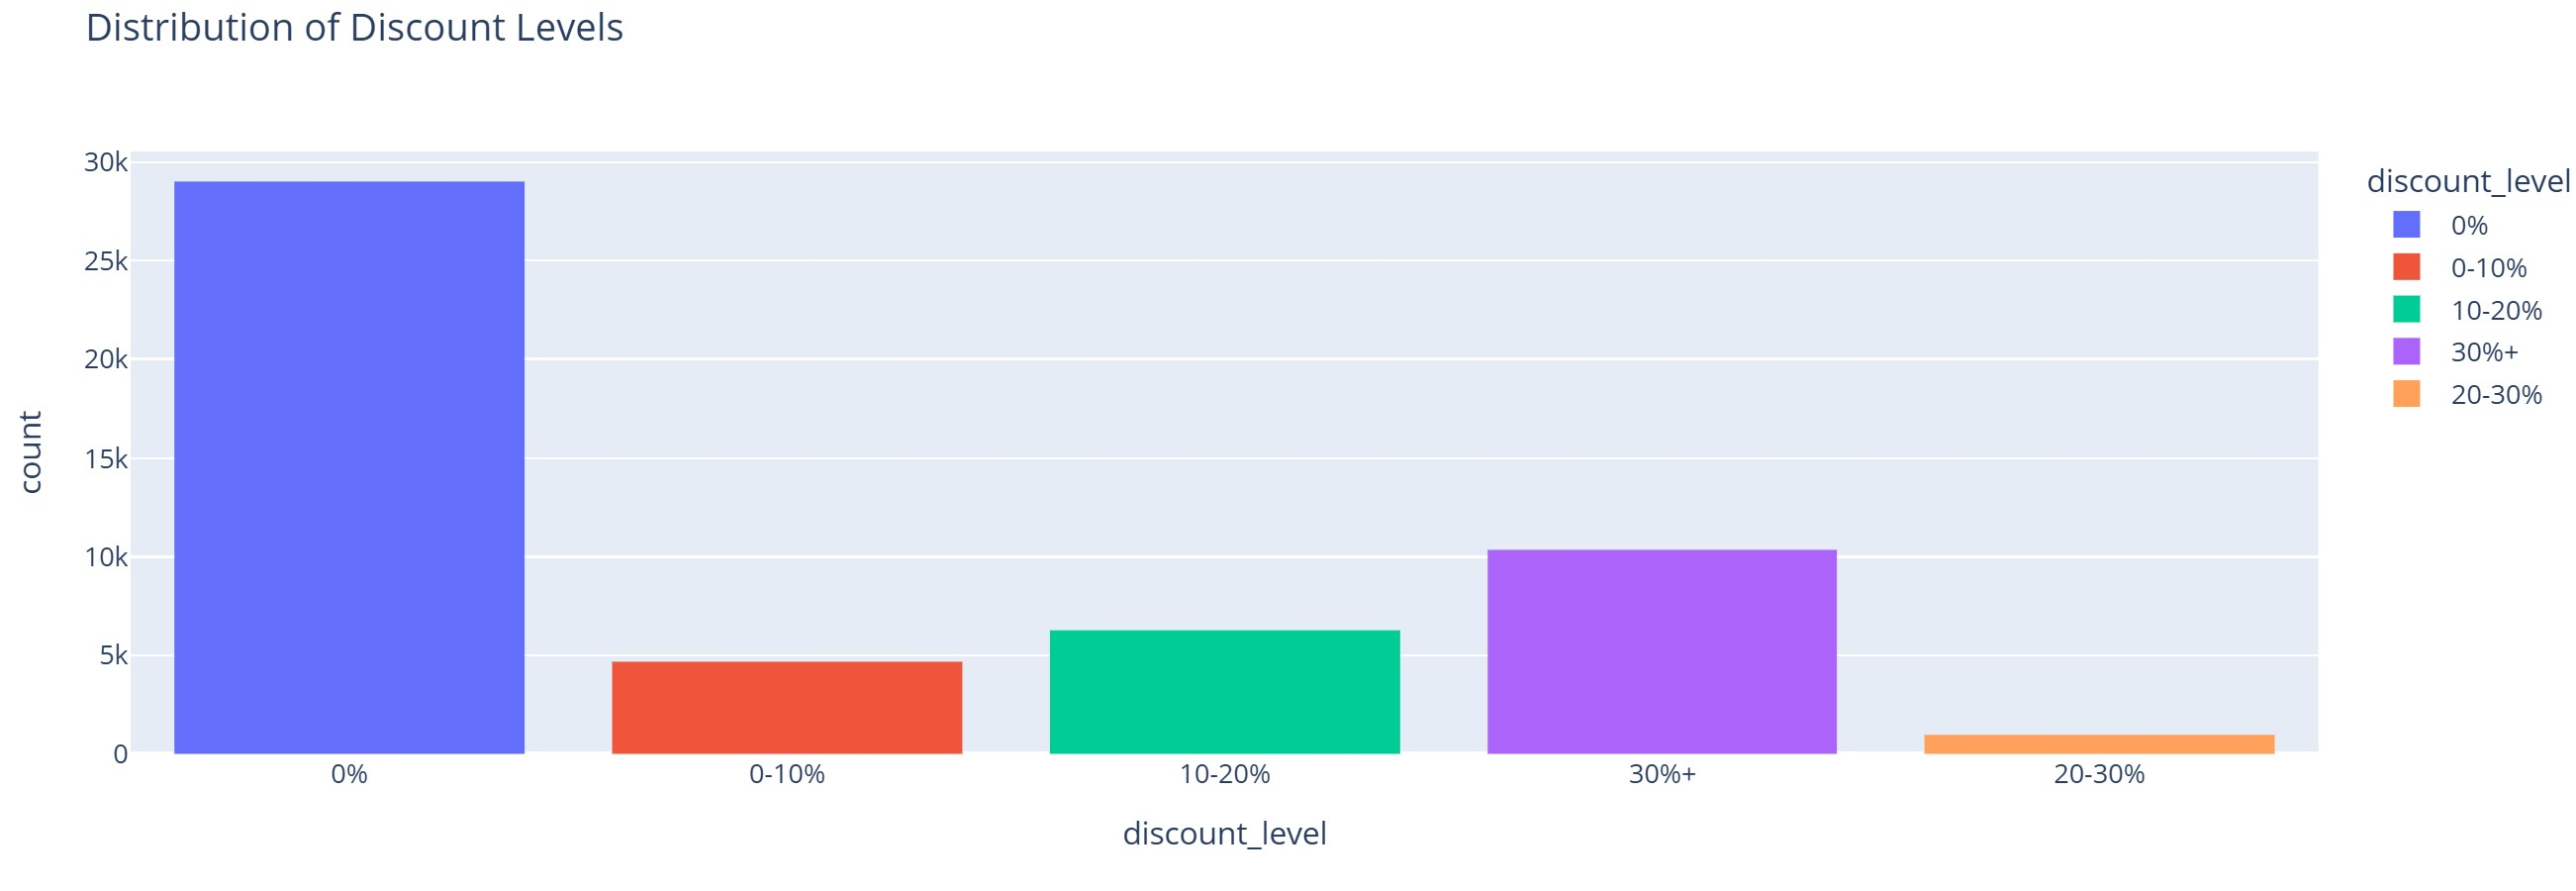 Distribution of Discount Levels
30k
25k
20k
15k
10k
5k
0
count
0%
0-10%
10-20%
30%+
20-30%
discount_level
discount_level
0%
0-10%
10-20%
30%+
20-30%